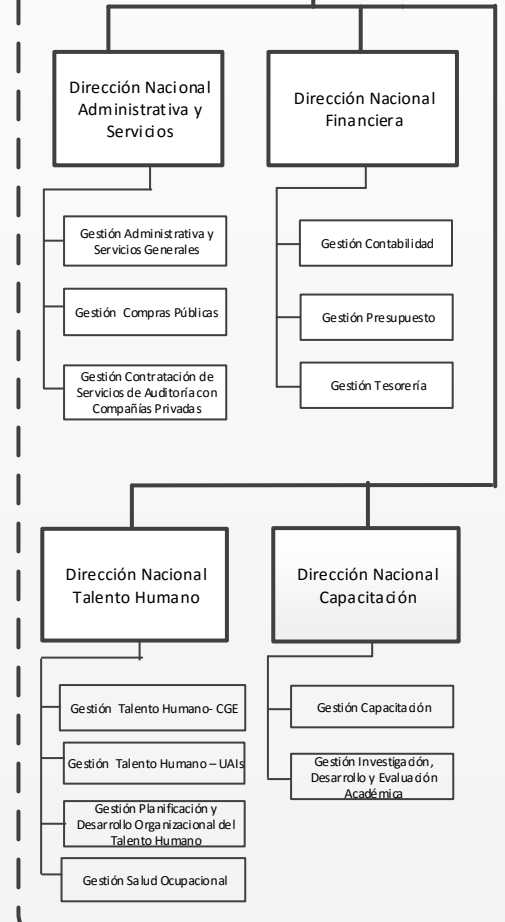 Dirección Nacional
Administrativa y
Servicios
Gestión Administrativa y
Servicios Generales
Gestión Compras Públicas
Gestión Contratación de
Servicios de Auditoría con
Compañías Privadas
Dirección Nacional
Financiera
Gestión Contabilidad
Gestión Presupuesto
Gestión Tesorería
Dirección Nacional
Talento Humano
Gestión Talento Humano- CGE
Gestión Talento Humano – UAIs
Gestión Planificación y
Desarrollo Organizacional del
Talento Humano
Gestión Salud Ocupacional
Dirección Nacional
Capacitación
Gestión Capacitación
Gestión Investigación,
Desarrollo y Evaluación
Académica